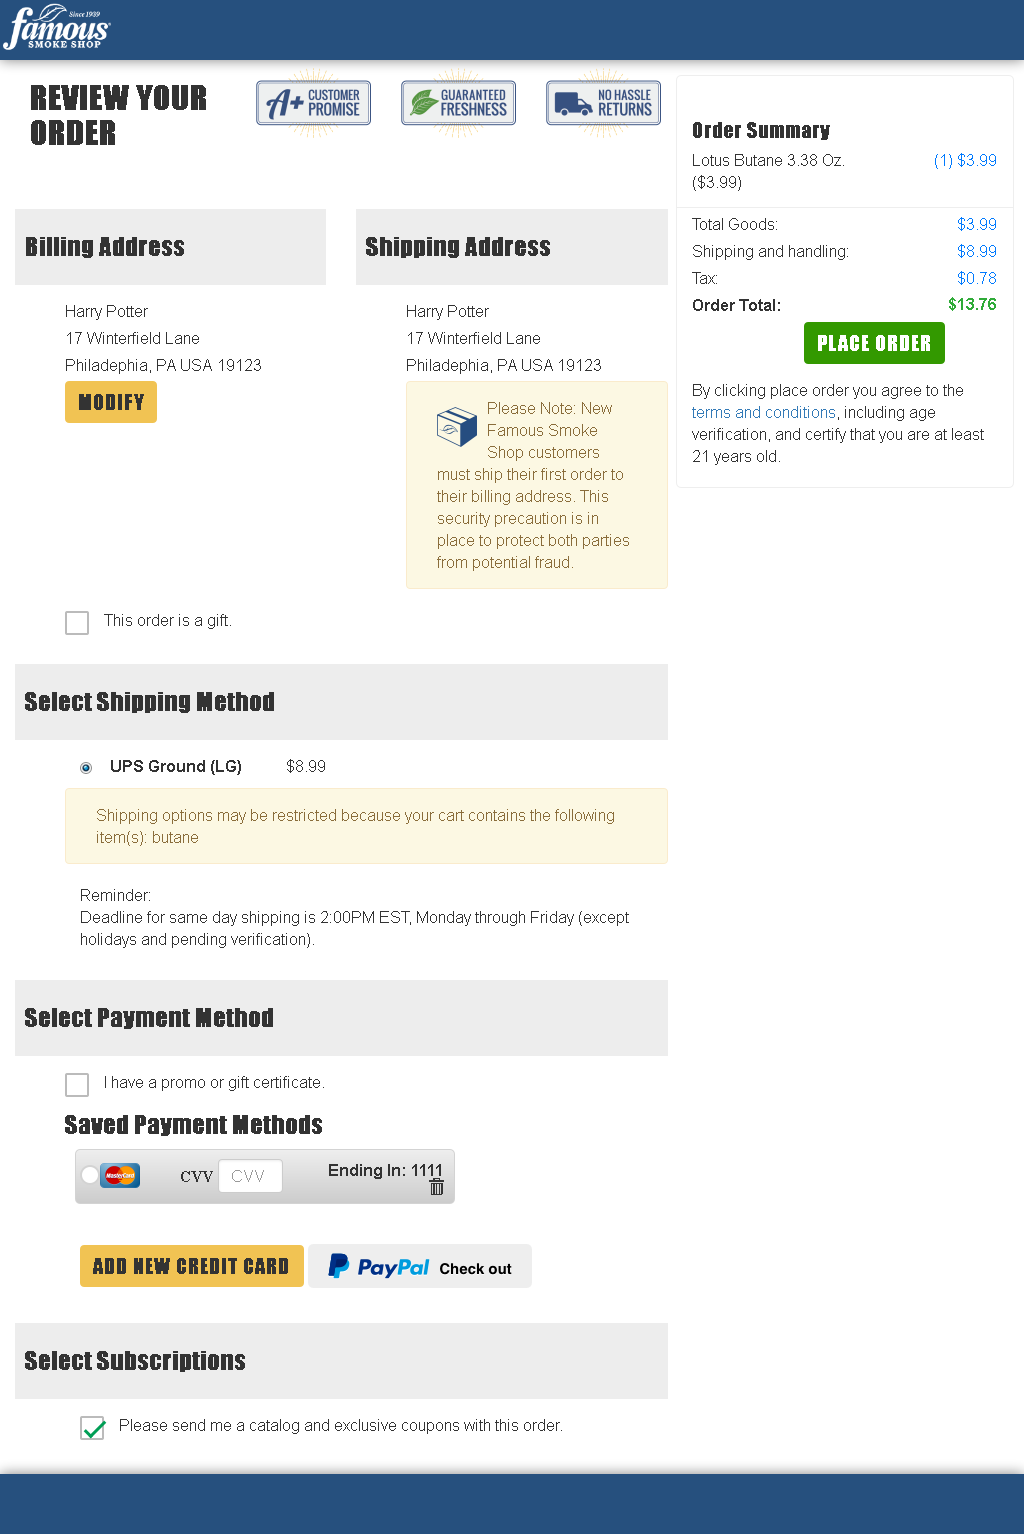 Since 1939
famous
SMOKE SHOP
REVIEW YOUR
ORDER
A+ CUSTOMER
PROMISE
GUARANTEED
FRESHNESS
NO HASSLE
RETURNS
Billing Address
Harry Potter
17 Winterfield Lane
Philadephia, PA USA 19123
MODIFY
Shipping Address
Harry Potter
17 Winterfield Lane
Philadephia, PA USA 19123
Please Note: New
Famous Smoke
Shop customers
must ship their first order to
their billing address. This
security precaution is in
place to protect both parties
from potential fraud.
This order is a gift.
Select Shipping Method
UPS Ground (LG) $8.99
Shipping options may be restricted because your cart contains the following
item(s): butane
Reminder:
Deadline for same day shipping is 2:00PM EST, Monday through Friday (except
holidays and pending verification).
Select Payment Method
I have a promo or gift certificate.
Saved Payment Methods
MasterCard CVV CVV Ending In: 1111
ADD NEW CREDIT CARD PayPal Check out
Select Subscriptions
Please send me a catalog and exclusive coupons with this order.
Order Summary
Lotus Butane 3.38 Oz. (1) $3.99
($3.99)
Total Goods: $3.99
Shipping and handling: $8.99
Tax: $0.78
Order Total: $13.76
PLACE ORDER
By clicking place order you agree to the
terms and conditions, including age
verification, and certify that you are at least
21 years old.